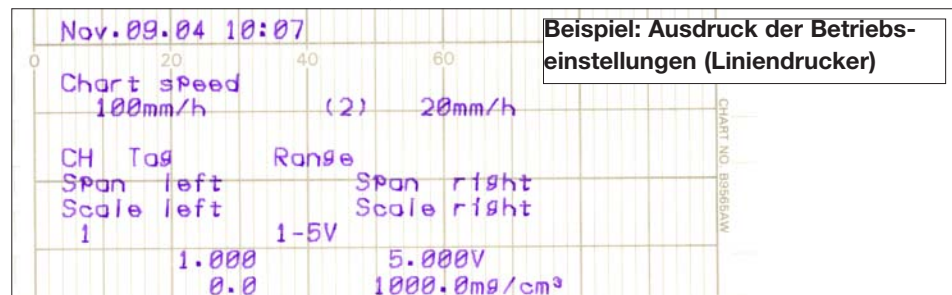 Nov.09.04 10:07
Beispiel: Ausdruck der Betriebs-
einstellungen (Liniendrucker)
0 20 40 60
Chart speed
100mm/h (2) 20mm/h
CHART NO. B9565AW
CH Tag Range
Span left Span right
Scale left Scale right
1 1-5V
1.000 5.000V
0.0 1000.0mg/cm³